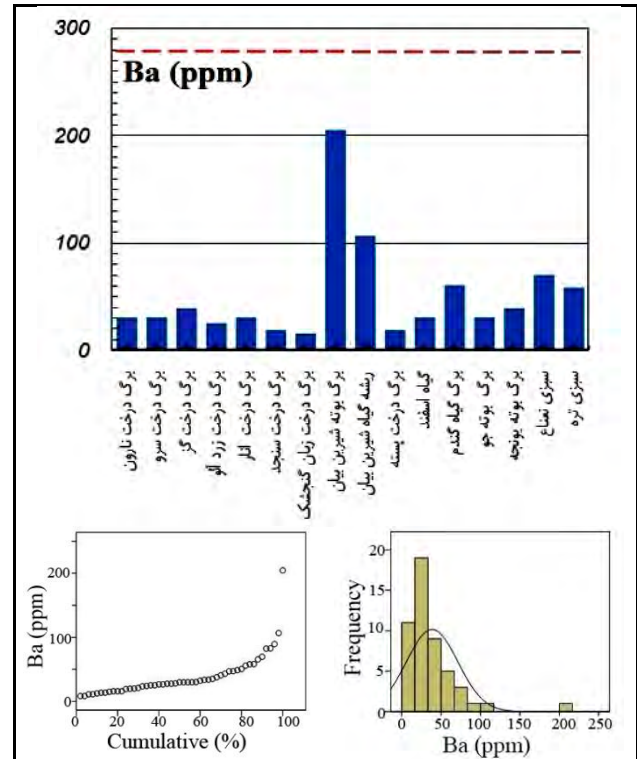 300
Ba (ppm)
200
100
0
برگ درخت نارون
برگ درخت سرو
برگ درخت گز
برگ درخت زرد آلو
برگ درخت انار
برگ درخت سنجد
برگ درخت زبان گنجشک
برگ بوته شیرین بیان
ریشه گیاه شیرین بیان
برگ درخت پسته
گیاه اسفند
برگ گیاه گندم
برگ بوته جو
برگ بوته یونجه
سبزی نعناع
سبزی تره
Ba (ppm)
200
100
0
0 20 40 60 80 100
Cumulative (%)
Frequency
20
15
10
5
0
0 50 100 150 200 250
Ba (ppm)